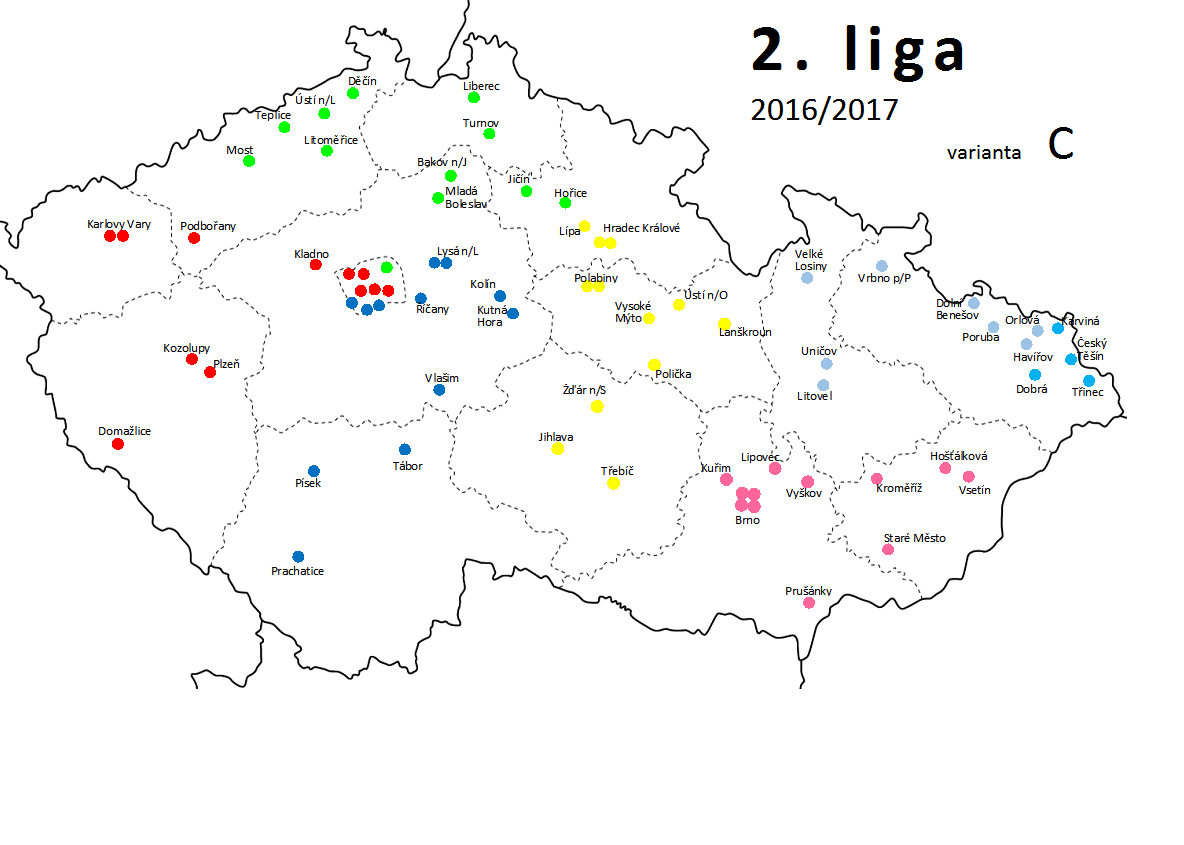 2. liga
2016/2017
varianta C
Děčín
Ústí n/L
Teplice
Litoměřice
Most
Liberec
Turnov
Bakov n/J
Mladá
Boleslav
Jičín
Hořice
Karlovy Vary
Podbořany
Lípa
Hradec Králové
Kladno
Lysá n/L
Kolín
Kutná
Hora
Říčany
Polabiny
Vysoké
Mýto
Ústí n/O
Lanškroun
Velké
Losiny
Vrbno p/P
Dolní
Benešov
Orlová
Karviná
Poruba
Havířov
Český
Těšín
Dobrá
Třinec
Kozolupy
Plzeň
Vlašim
Polička
Žďár n/S
Uničov
Litovel
Domažlice
Písek
Tábor
Jihlava
Třebíč
Kuřim
Lipovec
Vyškov
Brno
Hošťálková
Kroměříž
Vsetín
Staré Město
Prachatice
Prušánky